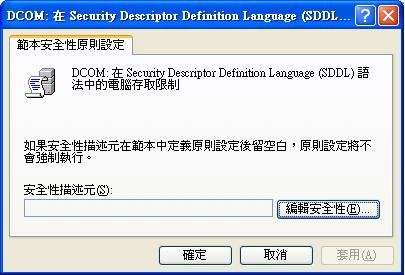 DCOM: 在 Security Descriptor Definition Language (SDDL...
範本安全性原則設定
DCOM: 在 Security Descriptor Definition Language (SDDL) 語
法中的電腦存取限制
如果安全性描述元在範本中定義原則設定後留空白，原則設定將不
會強制執行。
安全性描述元(S):
編輯安全性(E)...
確定
取消
套用(A)